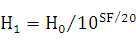 H₁ = H₀/10^(SF/20)